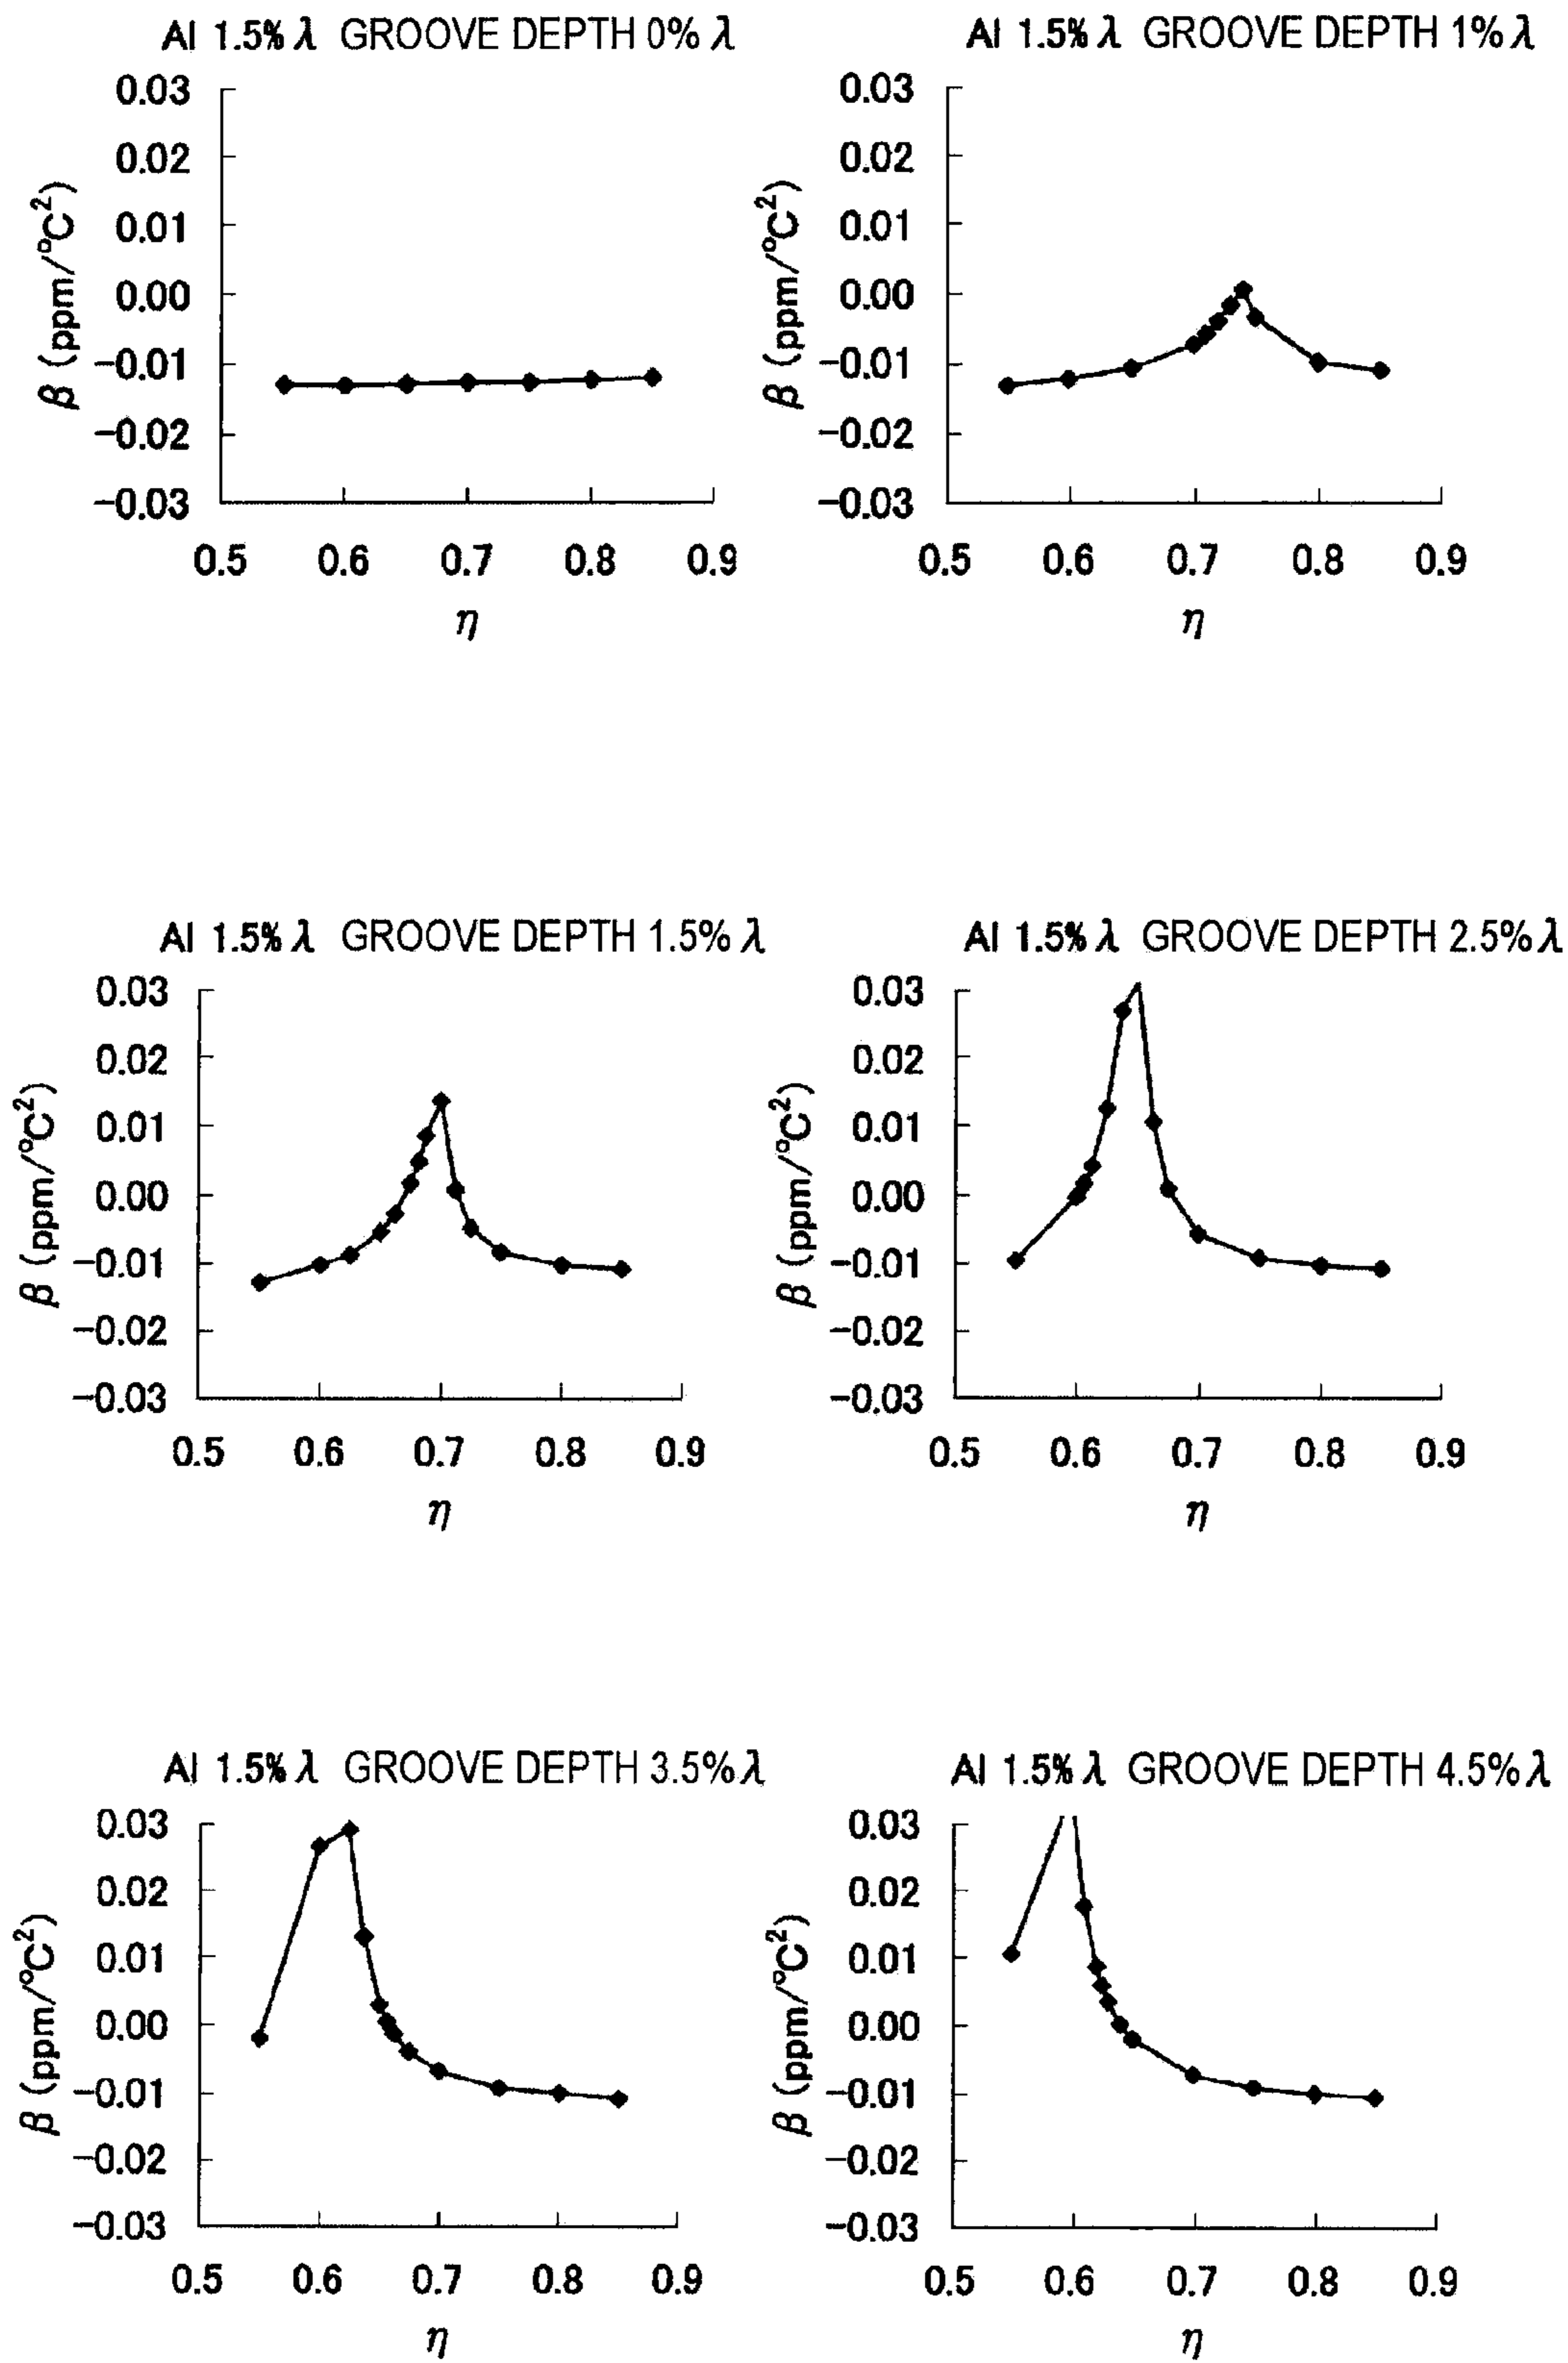 Al 1.5% λ GROOVE DEPTH 0% λ
0.03
0.02
0.01
0.00
−0.01
−0.02
−0.03
β (ppm/°C²)
0.5 0.6 0.7 0.8 0.9
η
Al 1.5% λ GROOVE DEPTH 1% λ
0.03
0.02
0.01
0.00
−0.01
−0.02
−0.03
β (ppm/°C²)
0.5 0.6 0.7 0.8 0.9
η
Al 1.5% λ GROOVE DEPTH 1.5% λ
0.03
0.02
0.01
0.00
−0.01
−0.02
−0.03
β (ppm/°C²)
0.5 0.6 0.7 0.8 0.9
η
Al 1.5% λ GROOVE DEPTH 2.5% λ
0.03
0.02
0.01
0.00
−0.01
−0.02
−0.03
β (ppm/°C²)
0.5 0.6 0.7 0.8 0.9
η
Al 1.5% λ GROOVE DEPTH 3.5% λ
0.03
0.02
0.01
0.00
−0.01
−0.02
−0.03
β (ppm/°C²)
0.5 0.6 0.7 0.8 0.9
η
Al 1.5% λ GROOVE DEPTH 4.5% λ
0.03
0.02
0.01
0.00
−0.01
−0.02
−0.03
β (ppm/°C²)
0.5 0.6 0.7 0.8 0.9
η